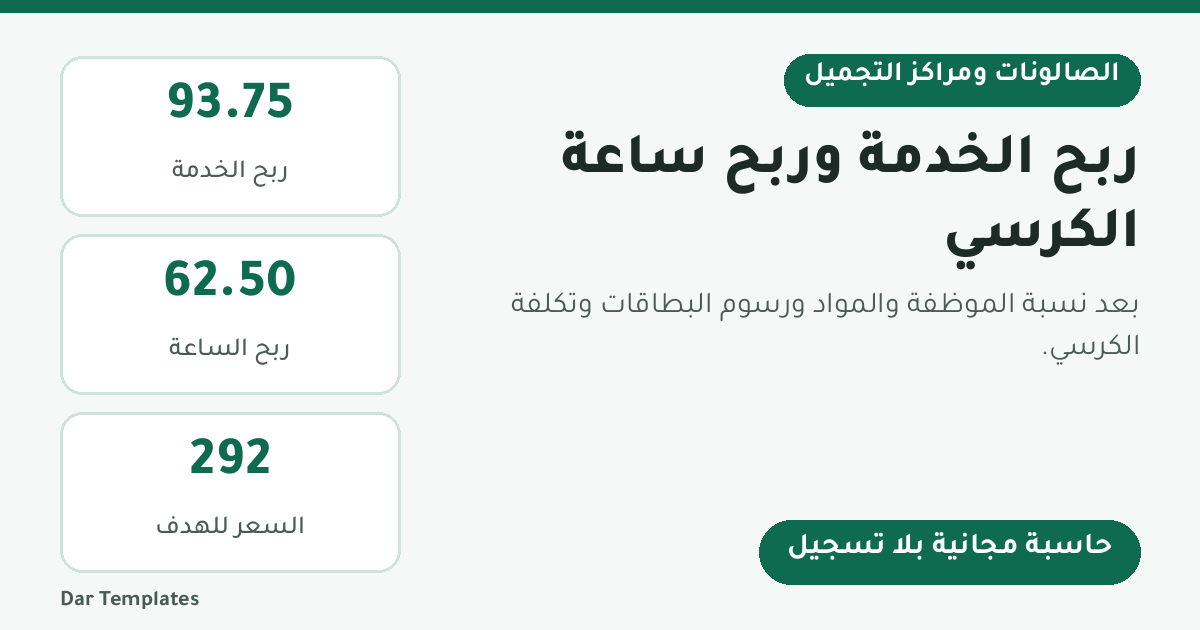 الصالونات ومراكز التجميل
ربح الخدمة وربح ساعة
الكرسي
بعد نسبة الموظفة والمواد ورسوم البطاقات وتكلفة
الكرسي.
حاسبة مجانية بلا تسجيل
93.75
ربح الخدمة
62.50
ربح الساعة
292
السعر للهدف
Dar Templates